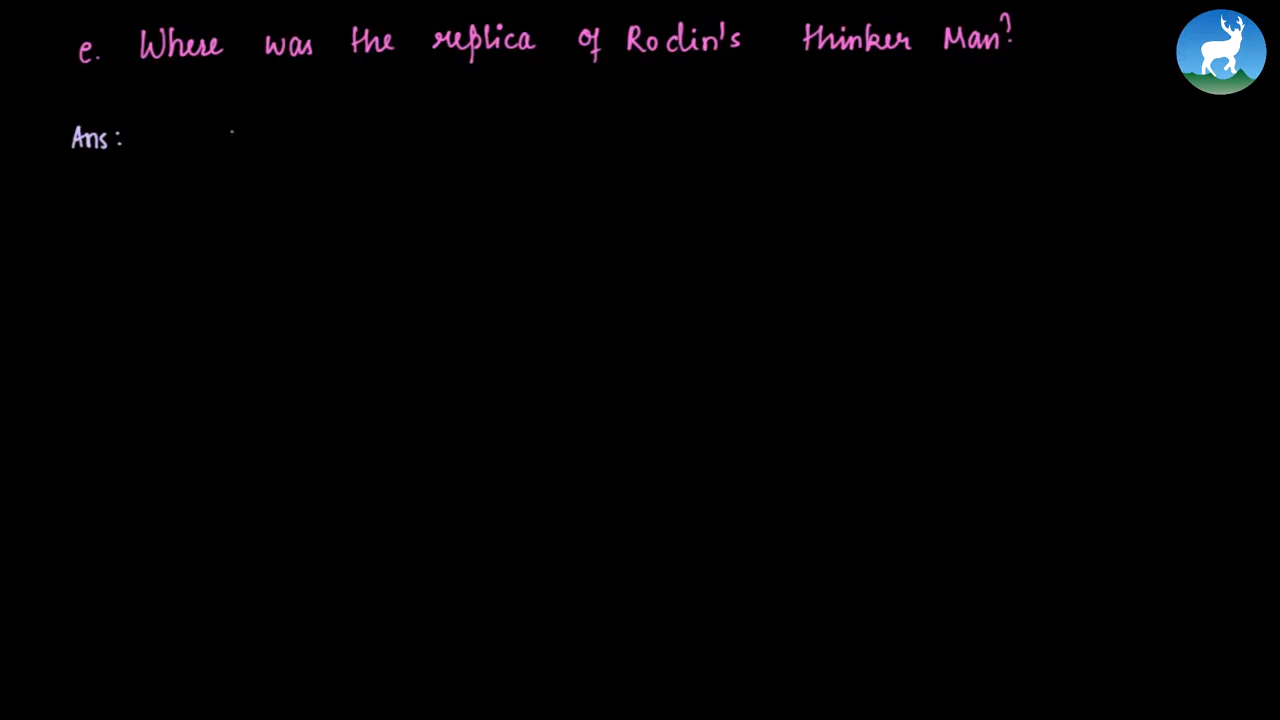 e. Where was the replica of Rodin's thinker Man?
Ans: